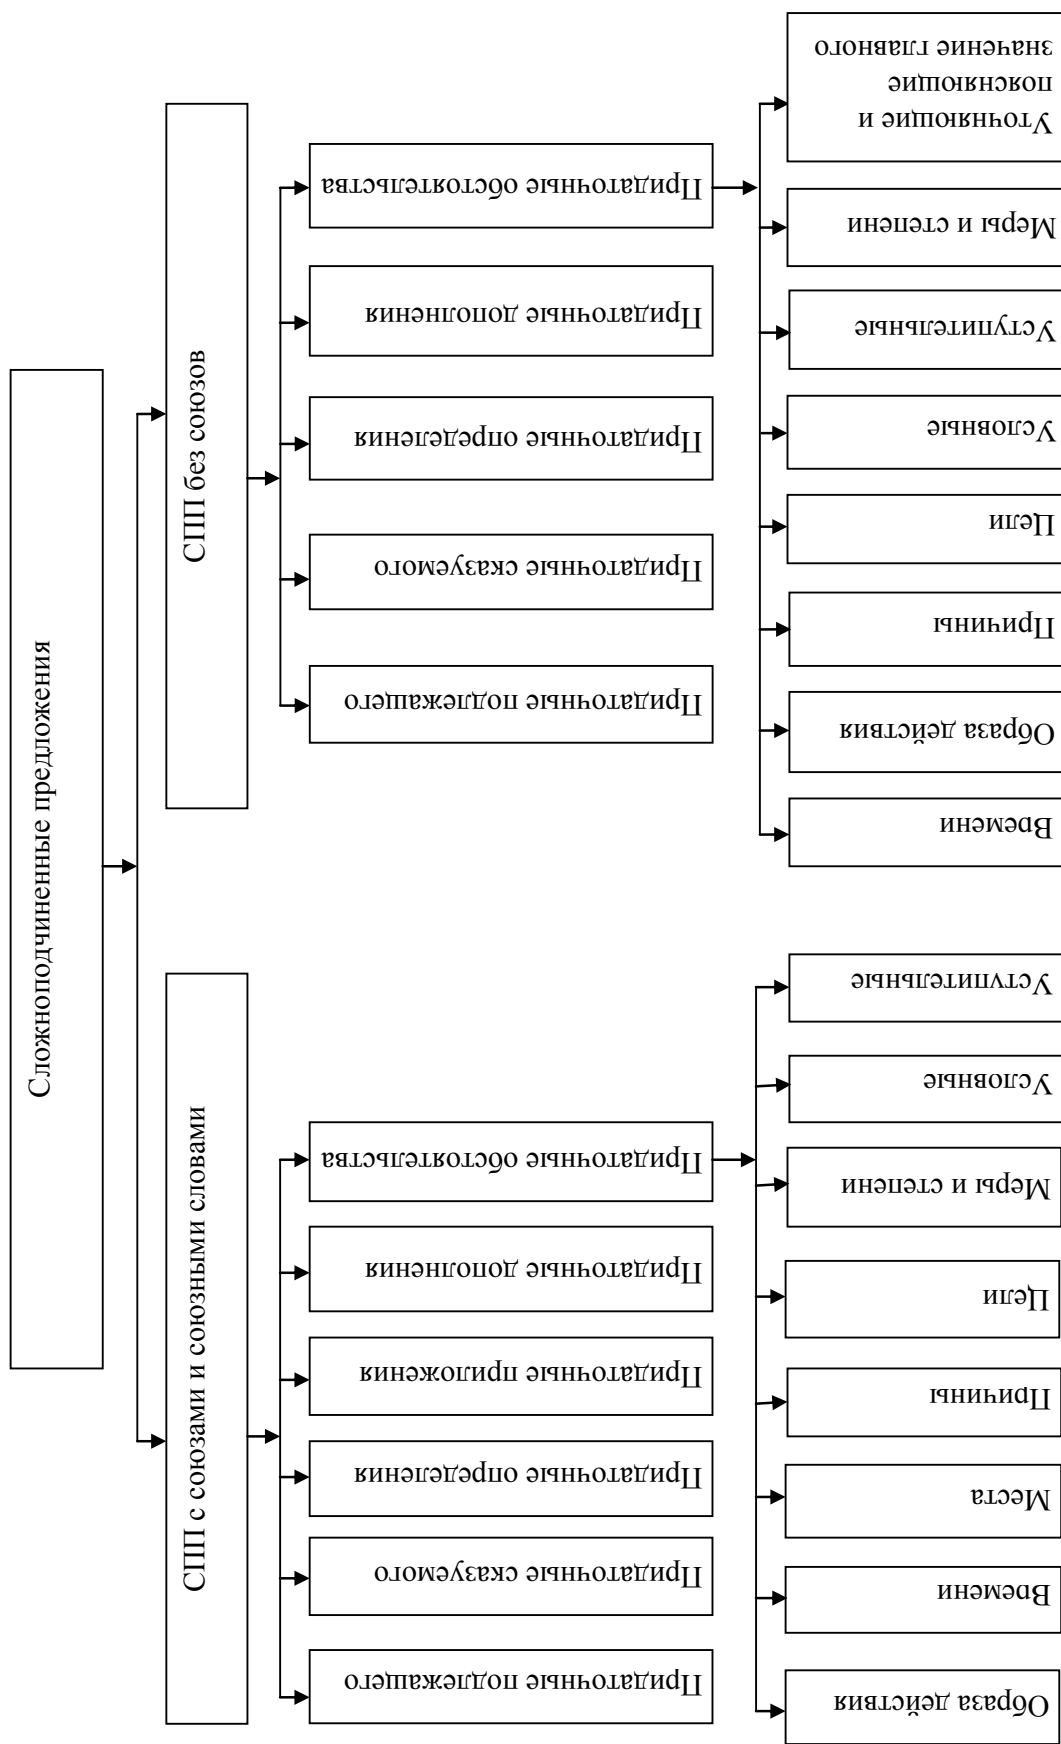 Сложноподчиненные предложения
СПП с союзами и союзными словами
СПП без союзов
Придаточные подлежащего
Придаточные сказуемого
Придаточные определения
Придаточные приложения
Придаточные дополнения
Придаточные обстоятельства
Придаточные подлежащего
Придаточные сказуемого
Придаточные определения
Придаточные дополнения
Придаточные обстоятельства
Образа действия
Времени
Места
Причины
Цели
Меры и степени
Условные
Уступительные
Времени
Образа действия
Причины
Цели
Условные
Уступительные
Меры и степени
Уточняющие и
поясняющие
значение главного